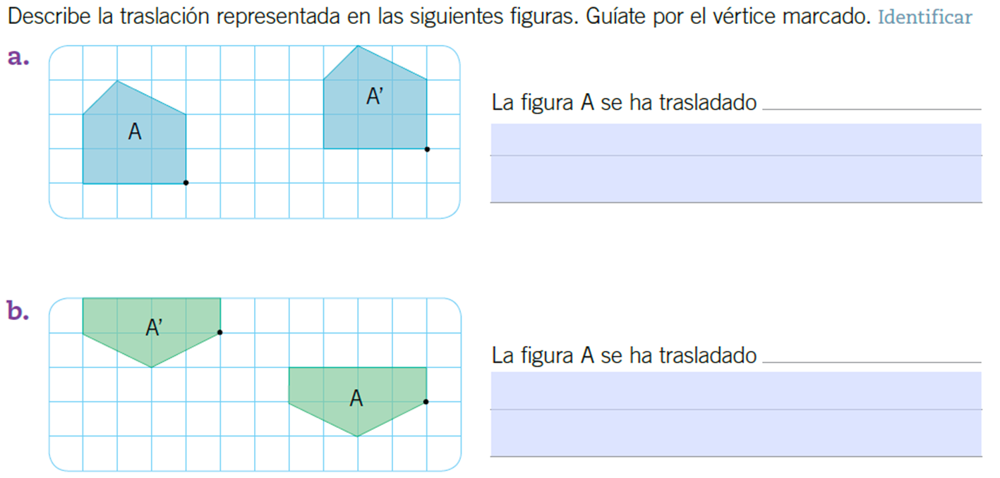 Describe la traslación representada en las siguientes figuras. Guíate por el vértice marcado. Identificar
a.
A
A’
La figura A se ha trasladado
b.
A’
A
La figura A se ha trasladado